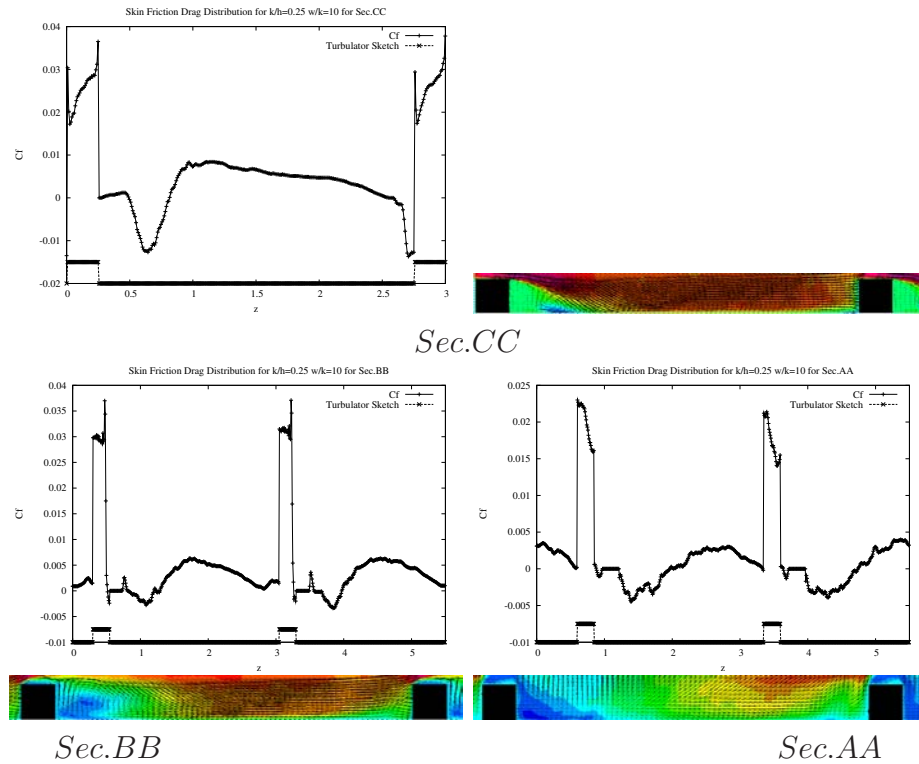 Skin Friction Drag Distribution for k/h=0.25 w/k=10 for Sec.CC
Cf
Turbulator Sketch
0.04
0.03
0.02
0.01
0
-0.01
-0.02
Cf
0 0.5 1 1.5 2 2.5 3
z
Sec.CC
Skin Friction Drag Distribution for k/h=0.25 w/k=10 for Sec.BB
Cf
Turbulator Sketch
0.04
0.035
0.03
0.025
0.02
0.015
0.01
0.005
0
-0.005
-0.01
Cf
0 1 2 3 4 5
z
Skin Friction Drag Distribution for k/h=0.25 w/k=10 for Sec.AA
Cf
Turbulator Sketch
0.025
0.02
0.015
0.01
0.005
0
-0.005
-0.01
Cf
0 1 2 3 4 5
z
Sec.BB
Sec.AA